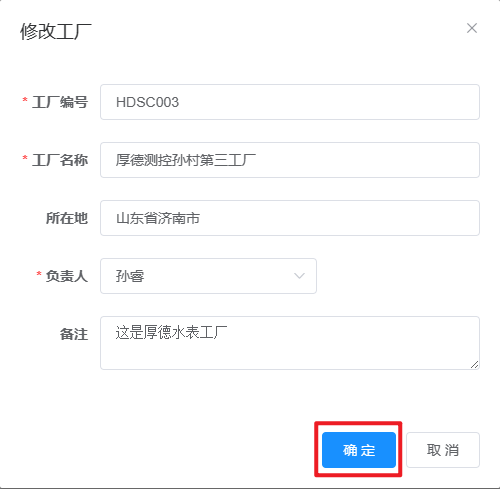 修改工厂
* 工厂编号 HDSC003
* 工厂名称 厚德测控孙村第三工厂
所在地 山东省济南市
* 负责人 孙睿
备注 这是厚德水表工厂
确 定 取 消